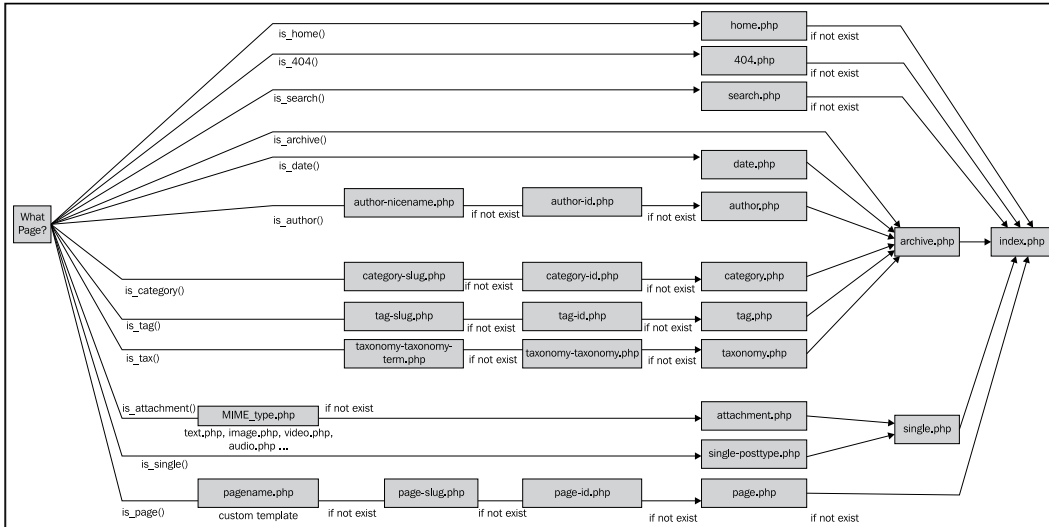 home.php
is_home()
if not exist
404.php
is_404()
if not exist
search.php
is_search()
if not exist
is_archive()
is_date()
date.php
What
Page?
is_author()
author-nicename.php
if not exist
author-id.php
if not exist
author.php
archive.php
index.php
is_category()
category-slug.php
if not exist
category-id.php
if not exist
category.php
is_tag()
tag-slug.php
if not exist
tag-id.php
if not exist
tag.php
is_tax()
taxonomy-taxonomy-
term.php
if not exist
taxonomy-taxonomy.php
if not exist
taxonomy.php
is_attachment()
MIME_type.php
if not exist
text.php, image.php, video.php,
audio.php ...
attachment.php
single.php
is_single()
single-posttype.php
is_page()
pagename.php
custom template
if not exist
page-slug.php
if not exist
page-id.php
if not exist
page.php
if not exist